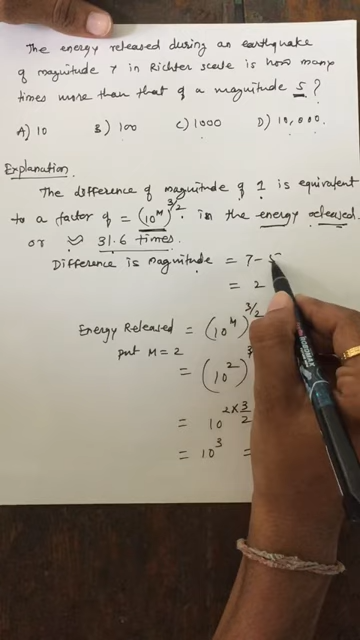 The energy released during an earthquake
of magnitude 7 in Richter scale is how many
times more than that of a magnitude 5?
A) 10 B) 100 C) 1000 D) 10,000.
Explanation
The difference of magnitude of 1 is equivalent
to a factor of = (10^M)^3/2. in the energy released.
or ≈ 31.6 times.
Difference is magnitude = 7-5
= 2
Energy Released = (10^M)^3/2
put M = 2
= (10^2)^3
= 10^2×3/2
= 10^3 =